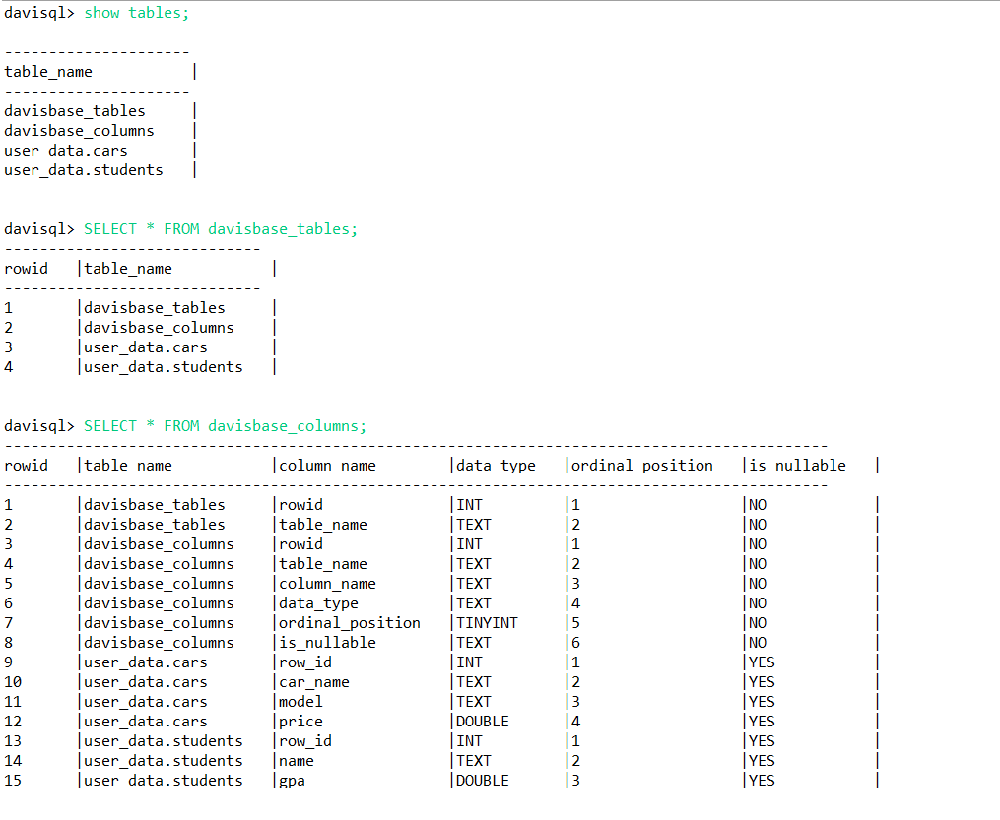 davisql> show tables;
---------------------
table_name           |
---------------------
davisbase_tables     |
davisbase_columns    |
user_data.cars       |
user_data.students   |
davisql> SELECT * FROM davisbase_tables;
-----------------------------
rowid   |table_name           |
-----------------------------
1       |davisbase_tables     |
2       |davisbase_columns    |
3       |user_data.cars       |
4       |user_data.students   |
davisql> SELECT * FROM davisbase_columns;
---------------------------------------------------------------------------------------------
rowid   |table_name           |column_name        |data_type   |ordinal_position   |is_nullable   |
---------------------------------------------------------------------------------------------
1       |davisbase_tables     |rowid              |INT         |1                  |NO            |
2       |davisbase_tables     |table_name         |TEXT        |2                  |NO            |
3       |davisbase_columns    |rowid              |INT         |1                  |NO            |
4       |davisbase_columns    |table_name         |TEXT        |2                  |NO            |
5       |davisbase_columns    |column_name        |TEXT        |3                  |NO            |
6       |davisbase_columns    |data_type          |TEXT        |4                  |NO            |
7       |davisbase_columns    |ordinal_position   |TINYINT     |5                  |NO            |
8       |davisbase_columns    |is_nullable        |TEXT        |6                  |NO            |
9       |user_data.cars       |row_id             |INT         |1                  |YES           |
10      |user_data.cars       |car_name           |TEXT        |2                  |YES           |
11      |user_data.cars       |model              |TEXT        |3                  |YES           |
12      |user_data.cars       |price              |DOUBLE      |4                  |YES           |
13      |user_data.students   |row_id             |INT         |1                  |YES           |
14      |user_data.students   |name               |TEXT        |2                  |YES           |
15      |user_data.students   |gpa                |DOUBLE      |3                  |YES           |